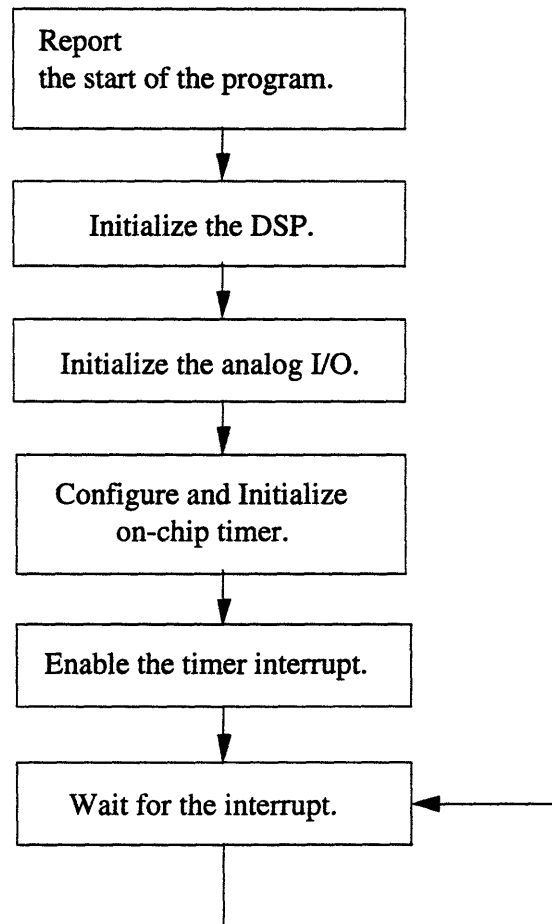 Report
the start of the program.
Initialize the DSP.
Initialize the analog I/O.
Configure and Initialize
on-chip timer.
Enable the timer interrupt.
Wait for the interrupt.